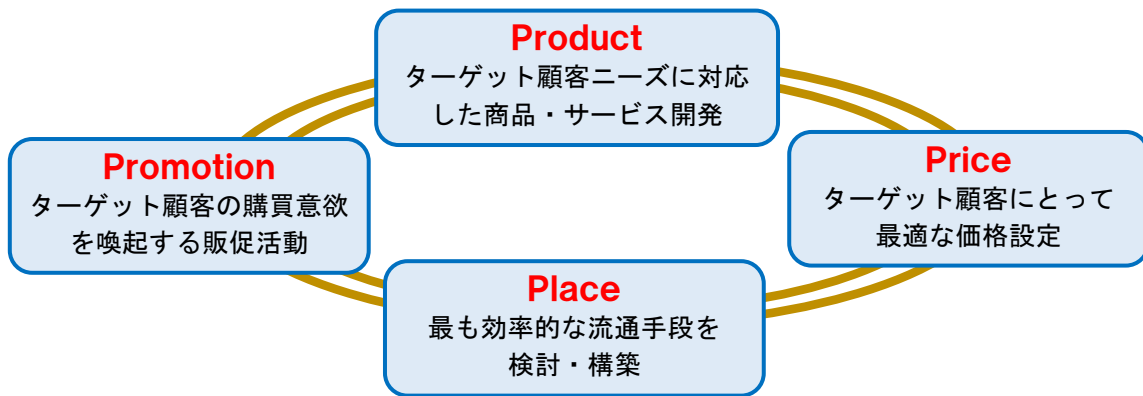 Product
ターゲット顧客ニーズに対応
した商品・サービス開発
Promotion
ターゲット顧客の購買意欲
を喚起する販促活動
Price
ターゲット顧客にとって
最適な価格設定
Place
最も効率的な流通手段を
検討・構築